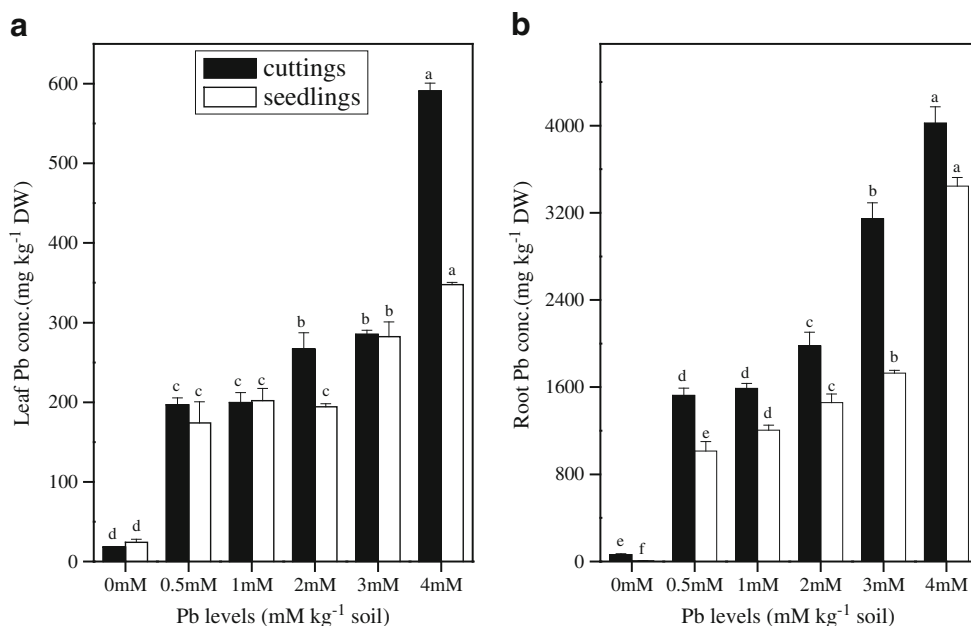 a
cuttings
seedlings
Leaf Pb conc.(mg kg⁻¹ DW)
600
500
400
300
200
100
0
d d c c c c b c b b a a
0mM 0.5mM 1mM 2mM 3mM 4mM
Pb levels (mM kg⁻¹ soil)
b
Root Pb conc.(mg kg⁻¹ DW)
4000
3200
2400
1600
800
0
e f d e d d c c b b a a
0mM 0.5mM 1mM 2mM 3mM 4mM
Pb levels (mM kg⁻¹ soil)